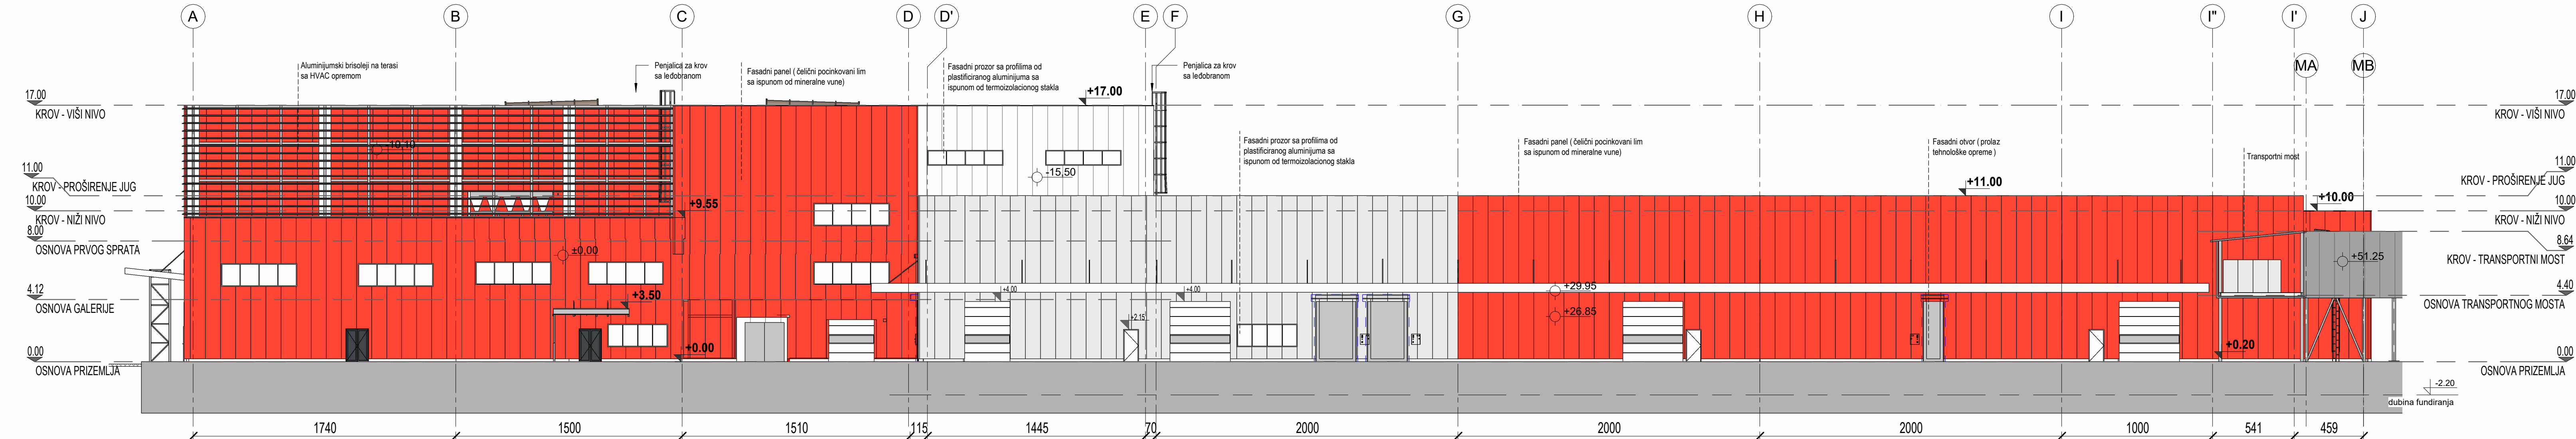 A
B
C
D
D'
E
F
G
H
I
I"
I'
J
MA
MB
Aluminijumski brisoleji na terasi
sa HVAC opremom
Penjalica za krov
sa leđobranom
Fasadni panel ( čelični pocinkovani lim
sa ispunom od mineralne vune)
Fasadni prozor sa profilima od
plastificiranog aluminijuma sa
ispunom od termoizolacionog stakla
+17.00
Penjalica za krov
sa leđobranom
Fasadni prozor sa profilima od
plastificiranog aluminijuma sa
ispunom od termoizolacionog stakla
Fasadni panel ( čelični pocinkovani lim
sa ispunom od mineralne vune)
Fasadni otvor ( prolaz
tehnološke opreme )
Transportni most
17.00
KROV - VIŠI NIVO
11.00
KROV - PROŠIRENJE JUG
10.00
KROV - NIŽI NIVO
8.00
OSNOVA PRVOG SPRATA
4.12
OSNOVA GALERIJE
0.00
OSNOVA PRIZEMLJA
-10,10
-15,50
+9.55
±0,00
+3.50
+0.00
+4.00
+4.00
+2.15
+29.95
+26.85
+11.00
+10.00
+51.25
+0.20
17.00
KROV - VIŠI NIVO
11.00
KROV - PROŠIRENJE JUG
10.00
KROV - NIŽI NIVO
8.64
KROV - TRANSPORTNI MOST
4.40
OSNOVA TRANSPORTNOG MOSTA
0.00
OSNOVA PRIZEMLJA
-2.20
dubina fundiranja
1740
1500
1510
115
1445
70
2000
2000
2000
1000
541
459